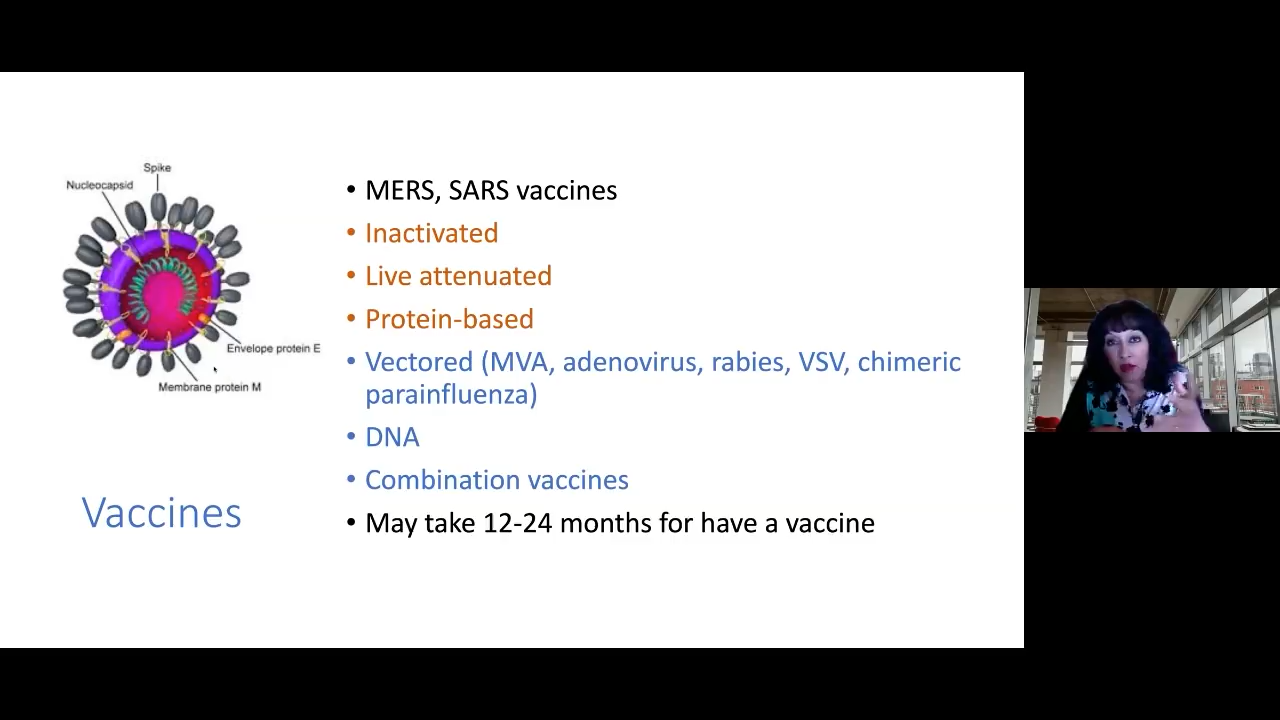 Spike
Nucleocapsid
Envelope protein E
Membrane protein M
Vaccines
• MERS, SARS vaccines
• Inactivated
• Live attenuated
• Protein-based
• Vectored (MVA, adenovirus, rabies, VSV, chimeric
parainfluenza)
• DNA
• Combination vaccines
• May take 12-24 months for have a vaccine